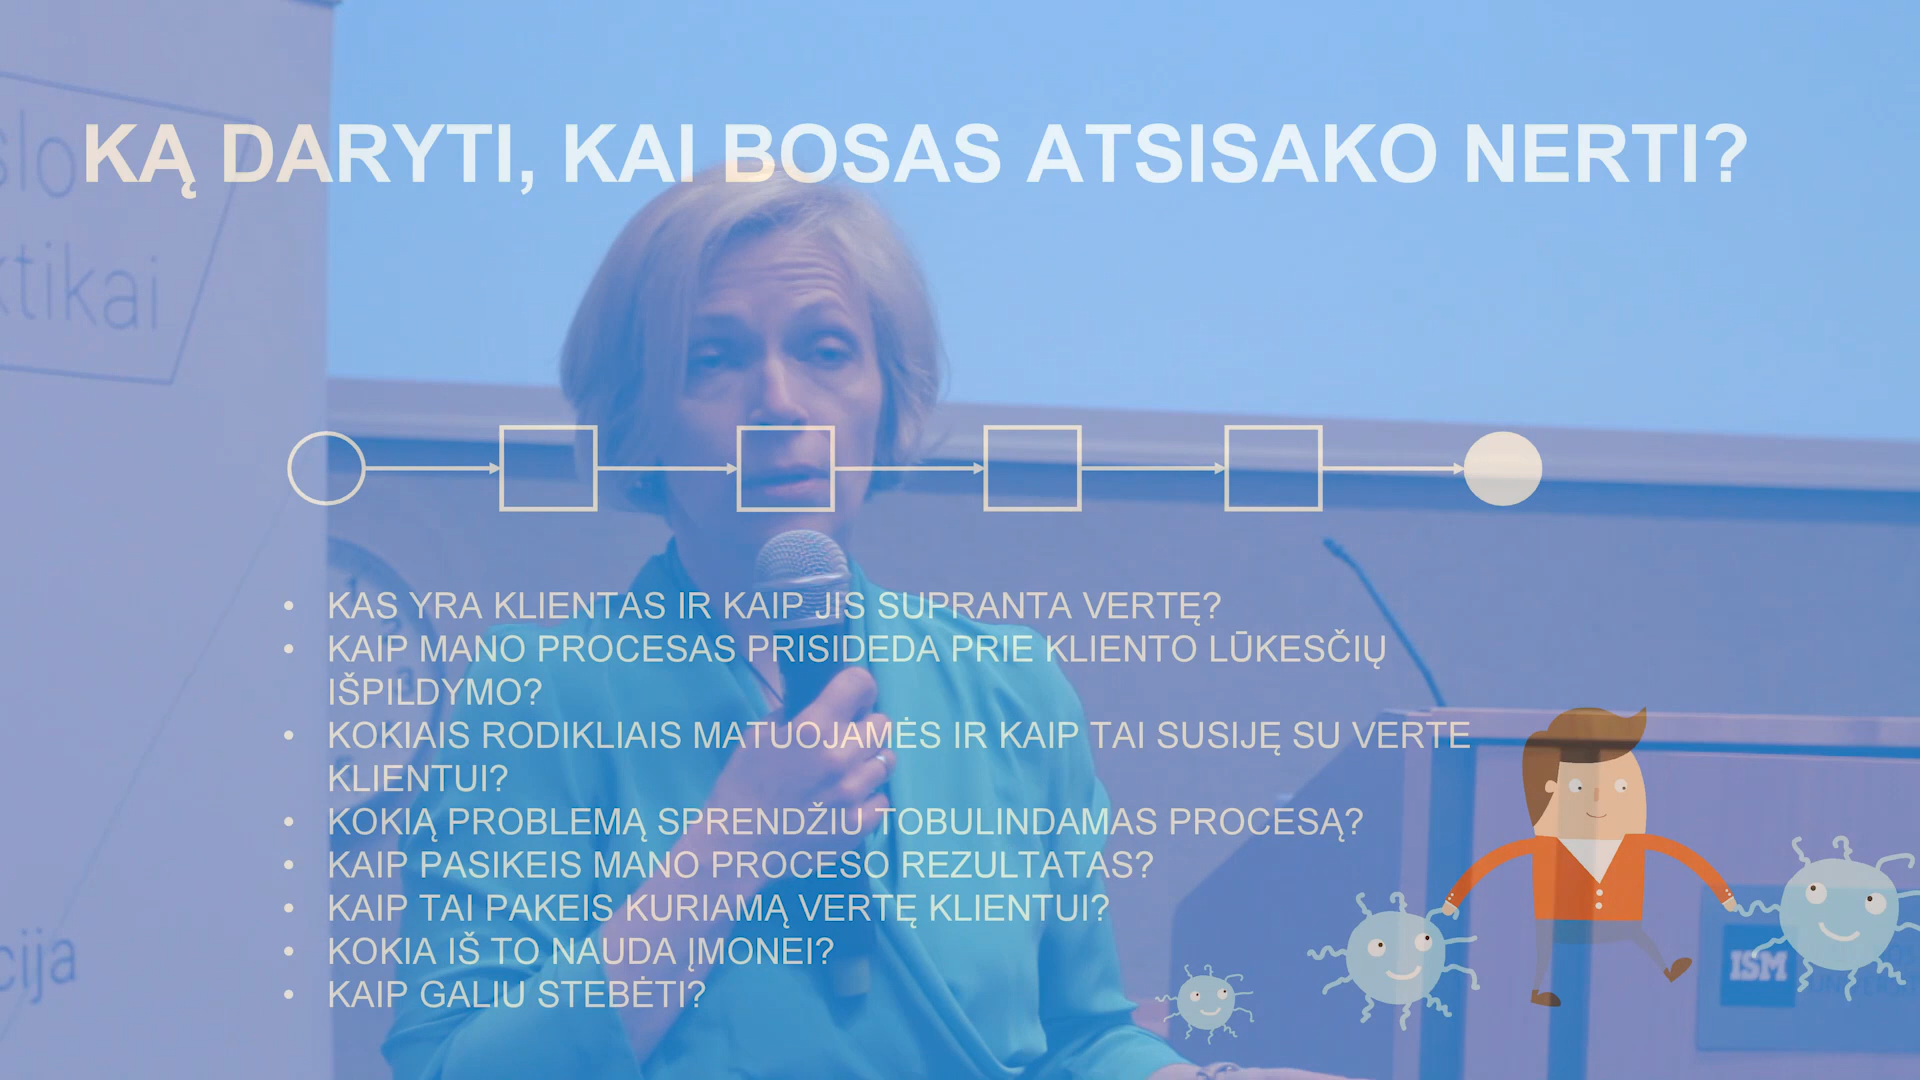 KĄ DARYTI, KAI BOSAS ATSISAKO NERTI?
slo
ktikai
• KAS YRA KLIENTAS IR KAIP JIS SUPRANTA VERTĘ?
• KAIP MANO PROCESAS PRISIDEDA PRIE KLIENTO LŪKESČIŲ
IŠPILDYMO?
• KOKIAIS RODIKLIAIS MATUOJAMĖS IR KAIP TAI SUSIJĘ SU VERTE
KLIENTUI?
• KOKIĄ PROBLEMĄ SPRENDŽIU TOBULINDAMAS PROCESĄ?
• KAIP PASIKEIS MANO PROCESO REZULTATAS?
• KAIP TAI PAKEIS KURIAMĄ VERTĘ KLIENTUI?
• KOKIA IŠ TO NAUDA ĮMONEI?
• KAIP GALIU STEBĖTI?
cija
ISM